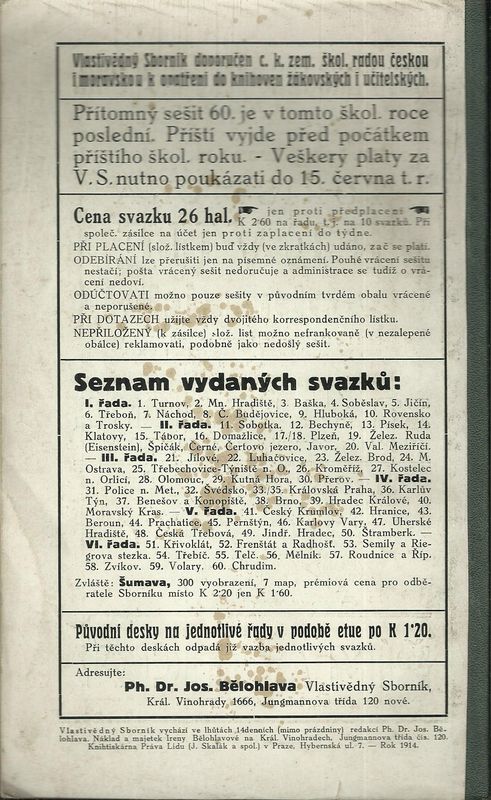 Vlastivědný Sborník doporučen c. k. zem. škol. radou českou
i moravskou k opatření do knihoven žákovských i učitelských.
Přítomný sešit 60. je v tomto škol. roce
poslední. Příští vyjde před počátkem
příštího škol. roku. - Veškery platy za
V. S. nutno poukázati do 15. června t. r.
Cena svazku 26 hal. jen proti předplacení
K 2·60 na řadu, t. j. na 10 svazků. Při
společ. zásilce na účet jen proti zaplacení do týdne.
PŘI PLACENÍ (slož. lístkem) buď vždy (ve zkratkách) udáno, zač se platí.
ODEBÍRÁNÍ lze přerušiti jen na písemné oznámení. Pouhé vrácení sešitu
nestačí; pošta vrácený sešit nedoručuje a administrace se tudíž o vrá-
cení nedoví.
ODÚČTOVATI možno pouze sešity v původním tvrdém obalu vrácené
a neporušené.
PŘI DOTAZECH užijte vždy dvojitého korrespondenčního lístku.
NEPŘILOŽENÝ (k zásilce) slož. list možno nefrankovaně (v nezalepené
obálce) reklamovati, podobně jako nedošlý sešit.
Seznam vydaných svazků:
I. řada. 1. Turnov, 2. Mn. Hradiště, 3. Baška, 4. Soběslav, 5. Jičín,
6. Třeboň, 7. Náchod, 8. Č. Budějovice, 9. Hluboká, 10. Rovensko
a Trosky. — II. řada. 11. Sobotka. 12. Bechyně, 13. Písek, 14.
Klatovy, 15. Tábor, 16. Domažlice, 17./18. Plzeň, 19. Želez. Ruda
(Eisenstein), Špičák, Černé, Čertovo jezero, Javor, 20. Val. Meziříčí.
— III. řada. 21. Jílové, 22. Luhačovice, 23. Želez. Brod, 24. M.
Ostrava, 25. Třebechovice-Týniště n. O. 26. Kroměříž, 27. Kostelec
n. Orlicí, 28. Olomouc, 29. Kutná Hora, 30. Přerov. — IV. řada.
31. Police n. Met., 32. Švédsko, 33./35. Královská Praha, 36. Karlův
Týn, 37. Benešov a Konopiště, 38. Brno, 39. Hradec Králové, 40.
Moravský Kras. — V. řada. 41. Český Krumlov, 42. Hranice, 43.
Beroun, 44. Prachatice, 45. Pernštýn, 46. Karlovy Vary, 47. Uherské
Hradiště, 48. Česká Třebová, 49. Jindř. Hradec, 50. Štramberk. —
VI. řada. 51. Křivoklát, 52. Frenštát a Radhošť. 53. Semily a Rie-
grova stezka. 54. Třebíč. 55. Telč. 56. Mělník. 57. Roudnice a Říp.
58. Zvíkov. 59. Volary. 60. Chrudim.
Zvláště: Šumava, 300 vyobrazení, 7 map, prémiová cena pro odbě-
ratele Sborníku místo K 2·20 jen K 1·60.
Původní desky na jednotlivé řady v podobě etue po K 1·20.
Při těchto deskách odpadá již vazba jednotlivých svazků.
Adresujte:
Ph. Dr. Jos. Bělohlava Vlastivědný Sborník,
Král. Vinohrady 1666, Jungmannova třída 120 nové.
Vlastivědný Sborník vychází ve lhůtách 14denních (mimo prázdniny) redakcí Ph. Dr. Jos. Bě-
lohlava. Náklad a majetek Ireny Bělohlavové na Král. Vinohradech, Jungmannova třída čís. 120.
Knihtiskárna Práva Lidu (J. Skalák a spol.) v Praze, Hybernská ul. 7. — Rok 1914.